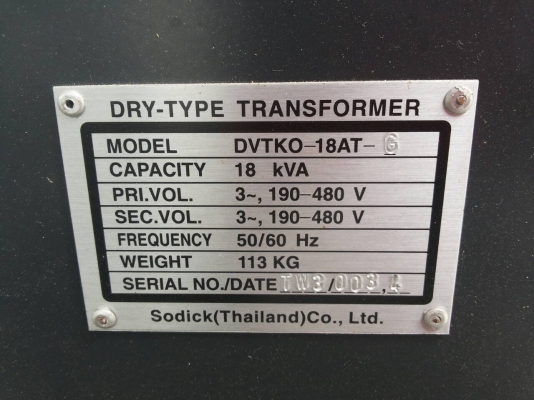 DRY-TYPE TRANSFORMER
MODEL DVTKO-18AT-6
CAPACITY 18 kVA
PRI.VOL. 3~, 190-480 V
SEC.VOL. 3~, 190-480 V
FREQUENCY 50/60 Hz
WEIGHT 113 KG
SERIAL NO./DATE TW3/003,4
Sodick(Thailand)Co., Ltd.